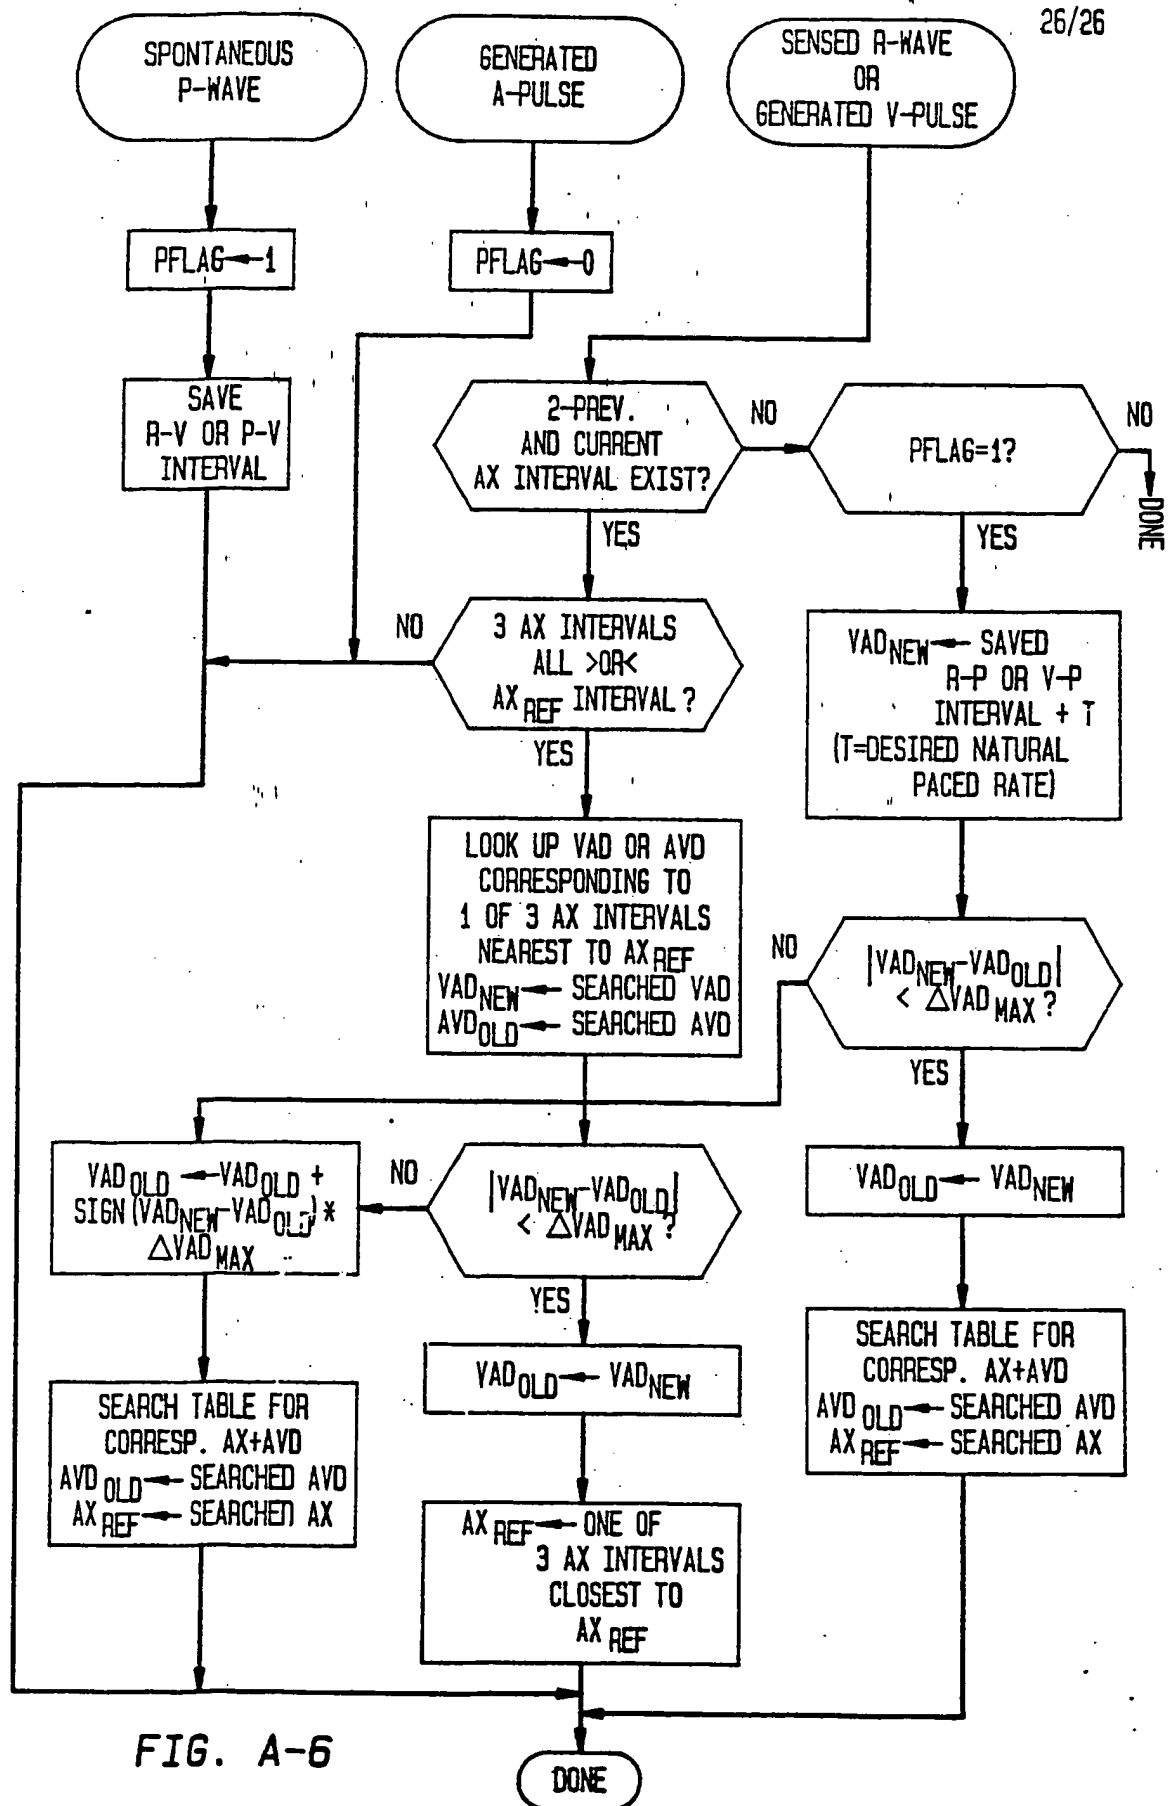 26/26
SPONTANEOUS
P-WAVE
GENERATED
A-PULSE
SENSED R-WAVE
OR
GENERATED V-PULSE
PFLAG←1
PFLAG←0
SAVE
R-V OR P-V
INTERVAL
2-PREV.
AND CURRENT
AX INTERVAL EXIST?
NO
PFLAG=1?
NO
DONE
YES
YES
3 AX INTERVALS
ALL >OR<
AX REF INTERVAL?
NO
YES
VAD NEW ← SAVED
R-P OR V-P
INTERVAL + T
(T=DESIRED NATURAL
PACED RATE)
LOOK UP VAD OR AVD
CORRESPONDING TO
1 OF 3 AX INTERVALS
NEAREST TO AX REF
VAD NEW ← SEARCHED VAD
AVD OLD ← SEARCHED AVD
NO
|VAD NEW-VAD OLD|
< △VAD MAX?
YES
VAD OLD ← VAD OLD +
SIGN(VAD NEW-VAD OLD)*
△VAD MAX
NO
|VAD NEW-VAD OLD|
< △VAD MAX?
YES
VAD OLD ← VAD NEW
SEARCH TABLE FOR
CORRESP. AX+AVD
AVD OLD ← SEARCHED AVD
AX REF ← SEARCHED AX
VAD OLD ← VAD NEW
SEARCH TABLE FOR
CORRESP. AX+AVD
AVD OLD ← SEARCHED AVD
AX REF ← SEARCHED AX
AX REF ← ONE OF
3 AX INTERVALS
CLOSEST TO
AX REF
FIG. A-6
DONE